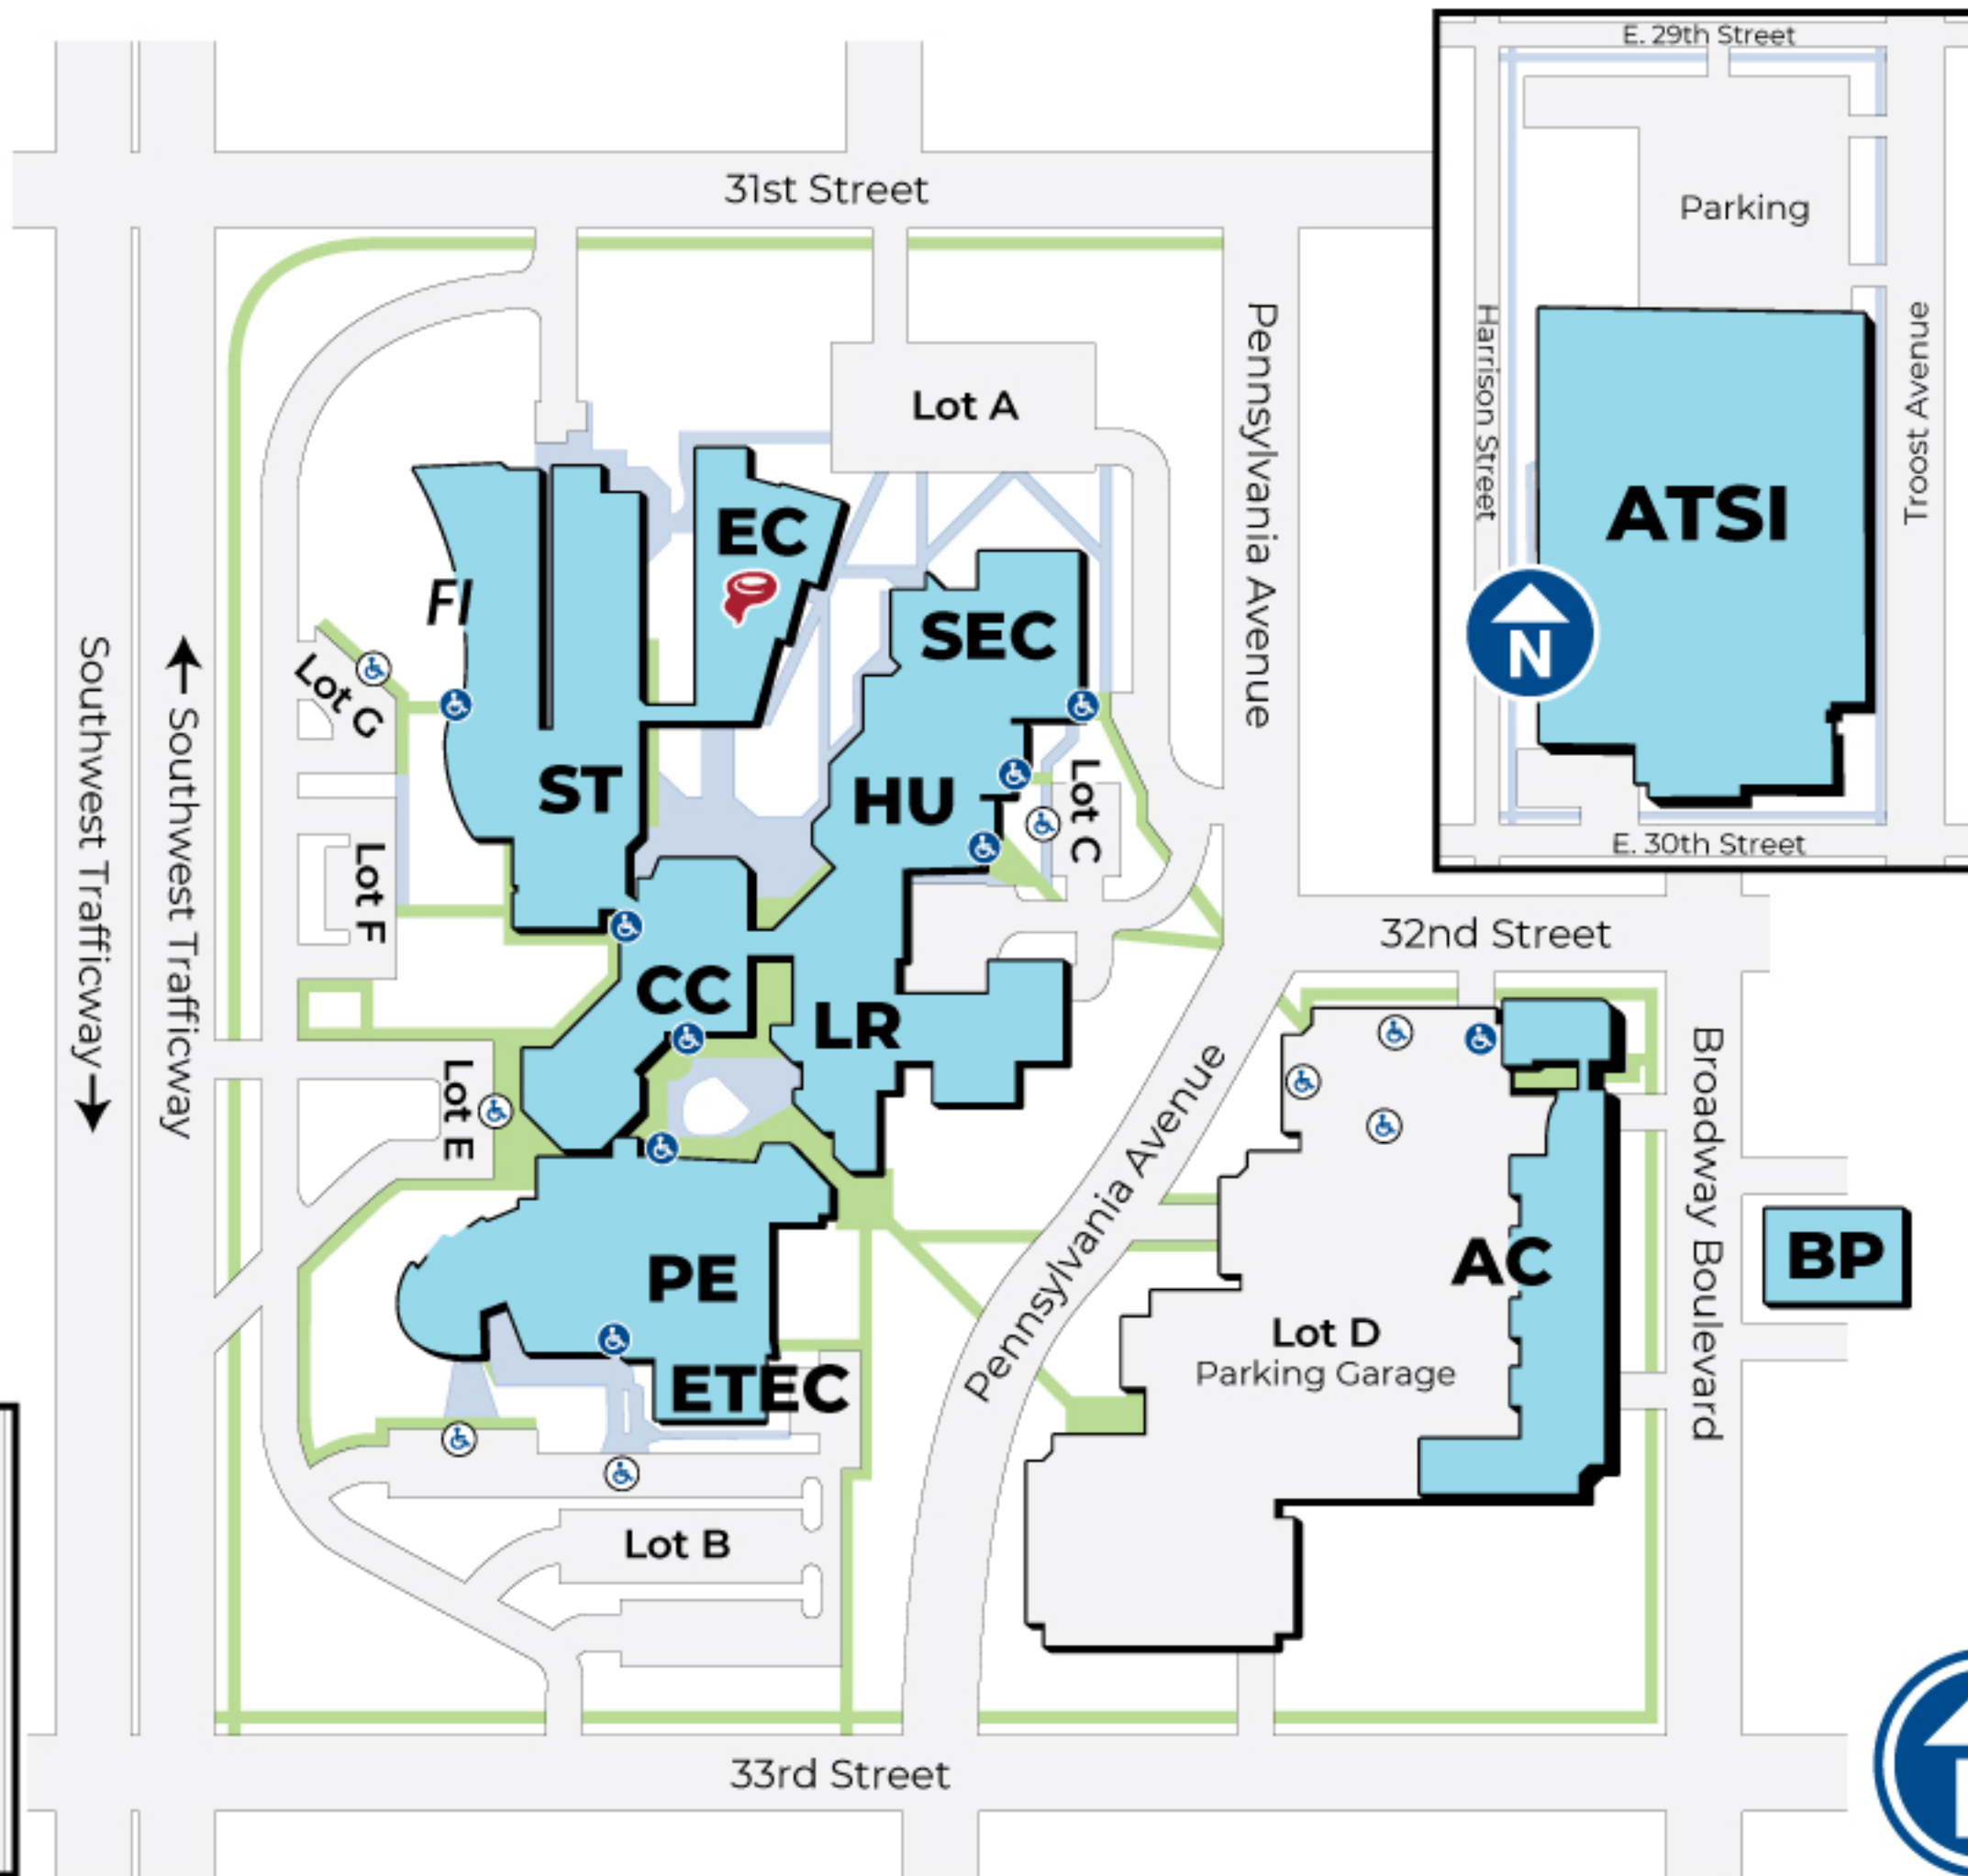 E. 29th Street
31st Street
Parking
Pennsylvania Avenue
Harrison Street
Troost Avenue
Lot A
ATSI
EC
FI
SEC
N
Lot G
Southwest Trafficway
Southwest Trafficway
ST
HU
Lot C
E. 30th Street
Lot F
32nd Street
CC
LR
Lot E
Broadway Boulevard
Pennsylvania Avenue
PE
AC
BP
Lot D
Parking Garage
ETEC
Lot B
33rd Street